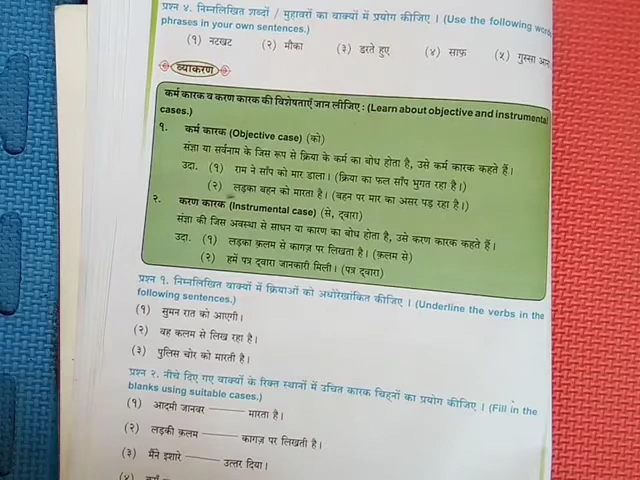 प्रश्न ४. निम्नलिखित शब्दों / मुहावरों का वाक्यों में प्रयोग कीजिए । (Use the following words
phrases in your own sentences.)
(१) नटखट (२) मौका (३) डरते हुए (४) साफ़ (५) गुस्सा आना
व्याकरण
कर्म कारक व करण कारक की विशेषताएँ जान लीजिए : (Learn about objective and instrumental
cases.)
१. कर्म कारक (Objective case) (को)
संज्ञा या सर्वनाम के जिस रूप से क्रिया के कर्म का बोध होता है, उसे कर्म कारक कहते हैं।
उदा. (१) राम ने साँप को मार डाला। (क्रिया का फल साँप भुगत रहा है।)
(२) लड़का बहन को मारता है। (बहन पर मार का असर पड़ रहा है।)
२. करण कारक (Instrumental case) (से, द्वारा)
संज्ञा की जिस अवस्था से साधन या कारण का बोध होता है, उसे करण कारक कहते हैं।
उदा. (१) लड़का क़लम से कागज़ पर लिखता है। (क़लम से)
(२) हमें पत्र द्वारा जानकारी मिली। (पत्र द्वारा)
प्रश्न १. निम्नलिखित वाक्यों में क्रियाओं को अधोरेखांकित कीजिए । (Underline the verbs in the
following sentences.)
(१) सुमन रात को आएगी।
(२) वह कलम से लिख रहा है।
(३) पुलिस चोर को मारती है।
प्रश्न २. नीचे दिए गए वाक्यों के रिक्त स्थानों में उचित कारक चिह्नों का प्रयोग कीजिए । (Fill in the
blanks using suitable cases.)
(१) आदमी जानवर ——— मारता है।
(२) लड़की क़लम ——— कागज़ पर लिखती है।
(३) मैंने इशारे ——— उत्तर दिया।
(४)